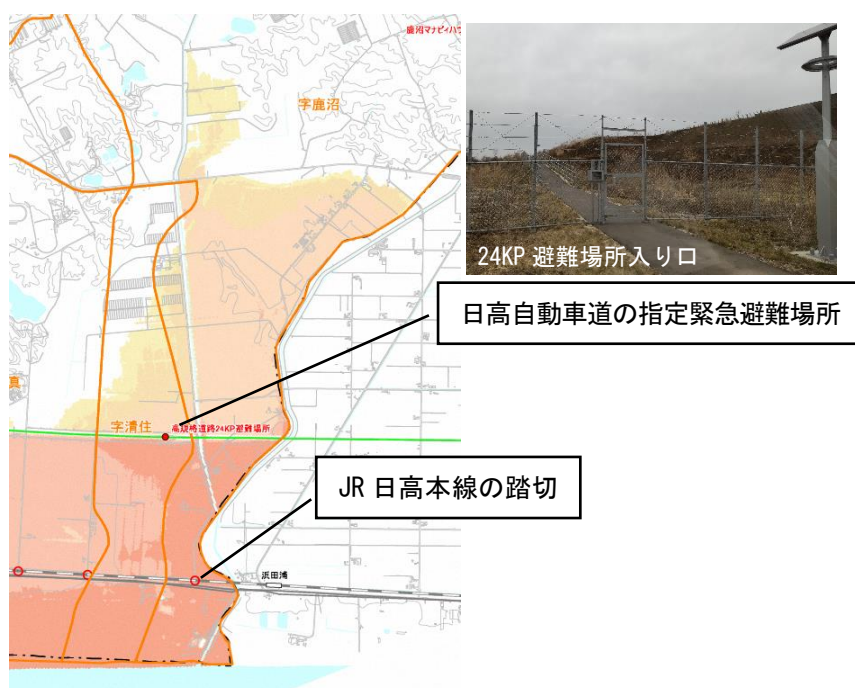 鹿沼マナビィハウ
字鹿沼
24KP 避難場所入り口
日高自動車道の指定緊急避難場所
真
字浜住
高規格道路24KP避難場所
JR 日高本線の踏切
浜田浦